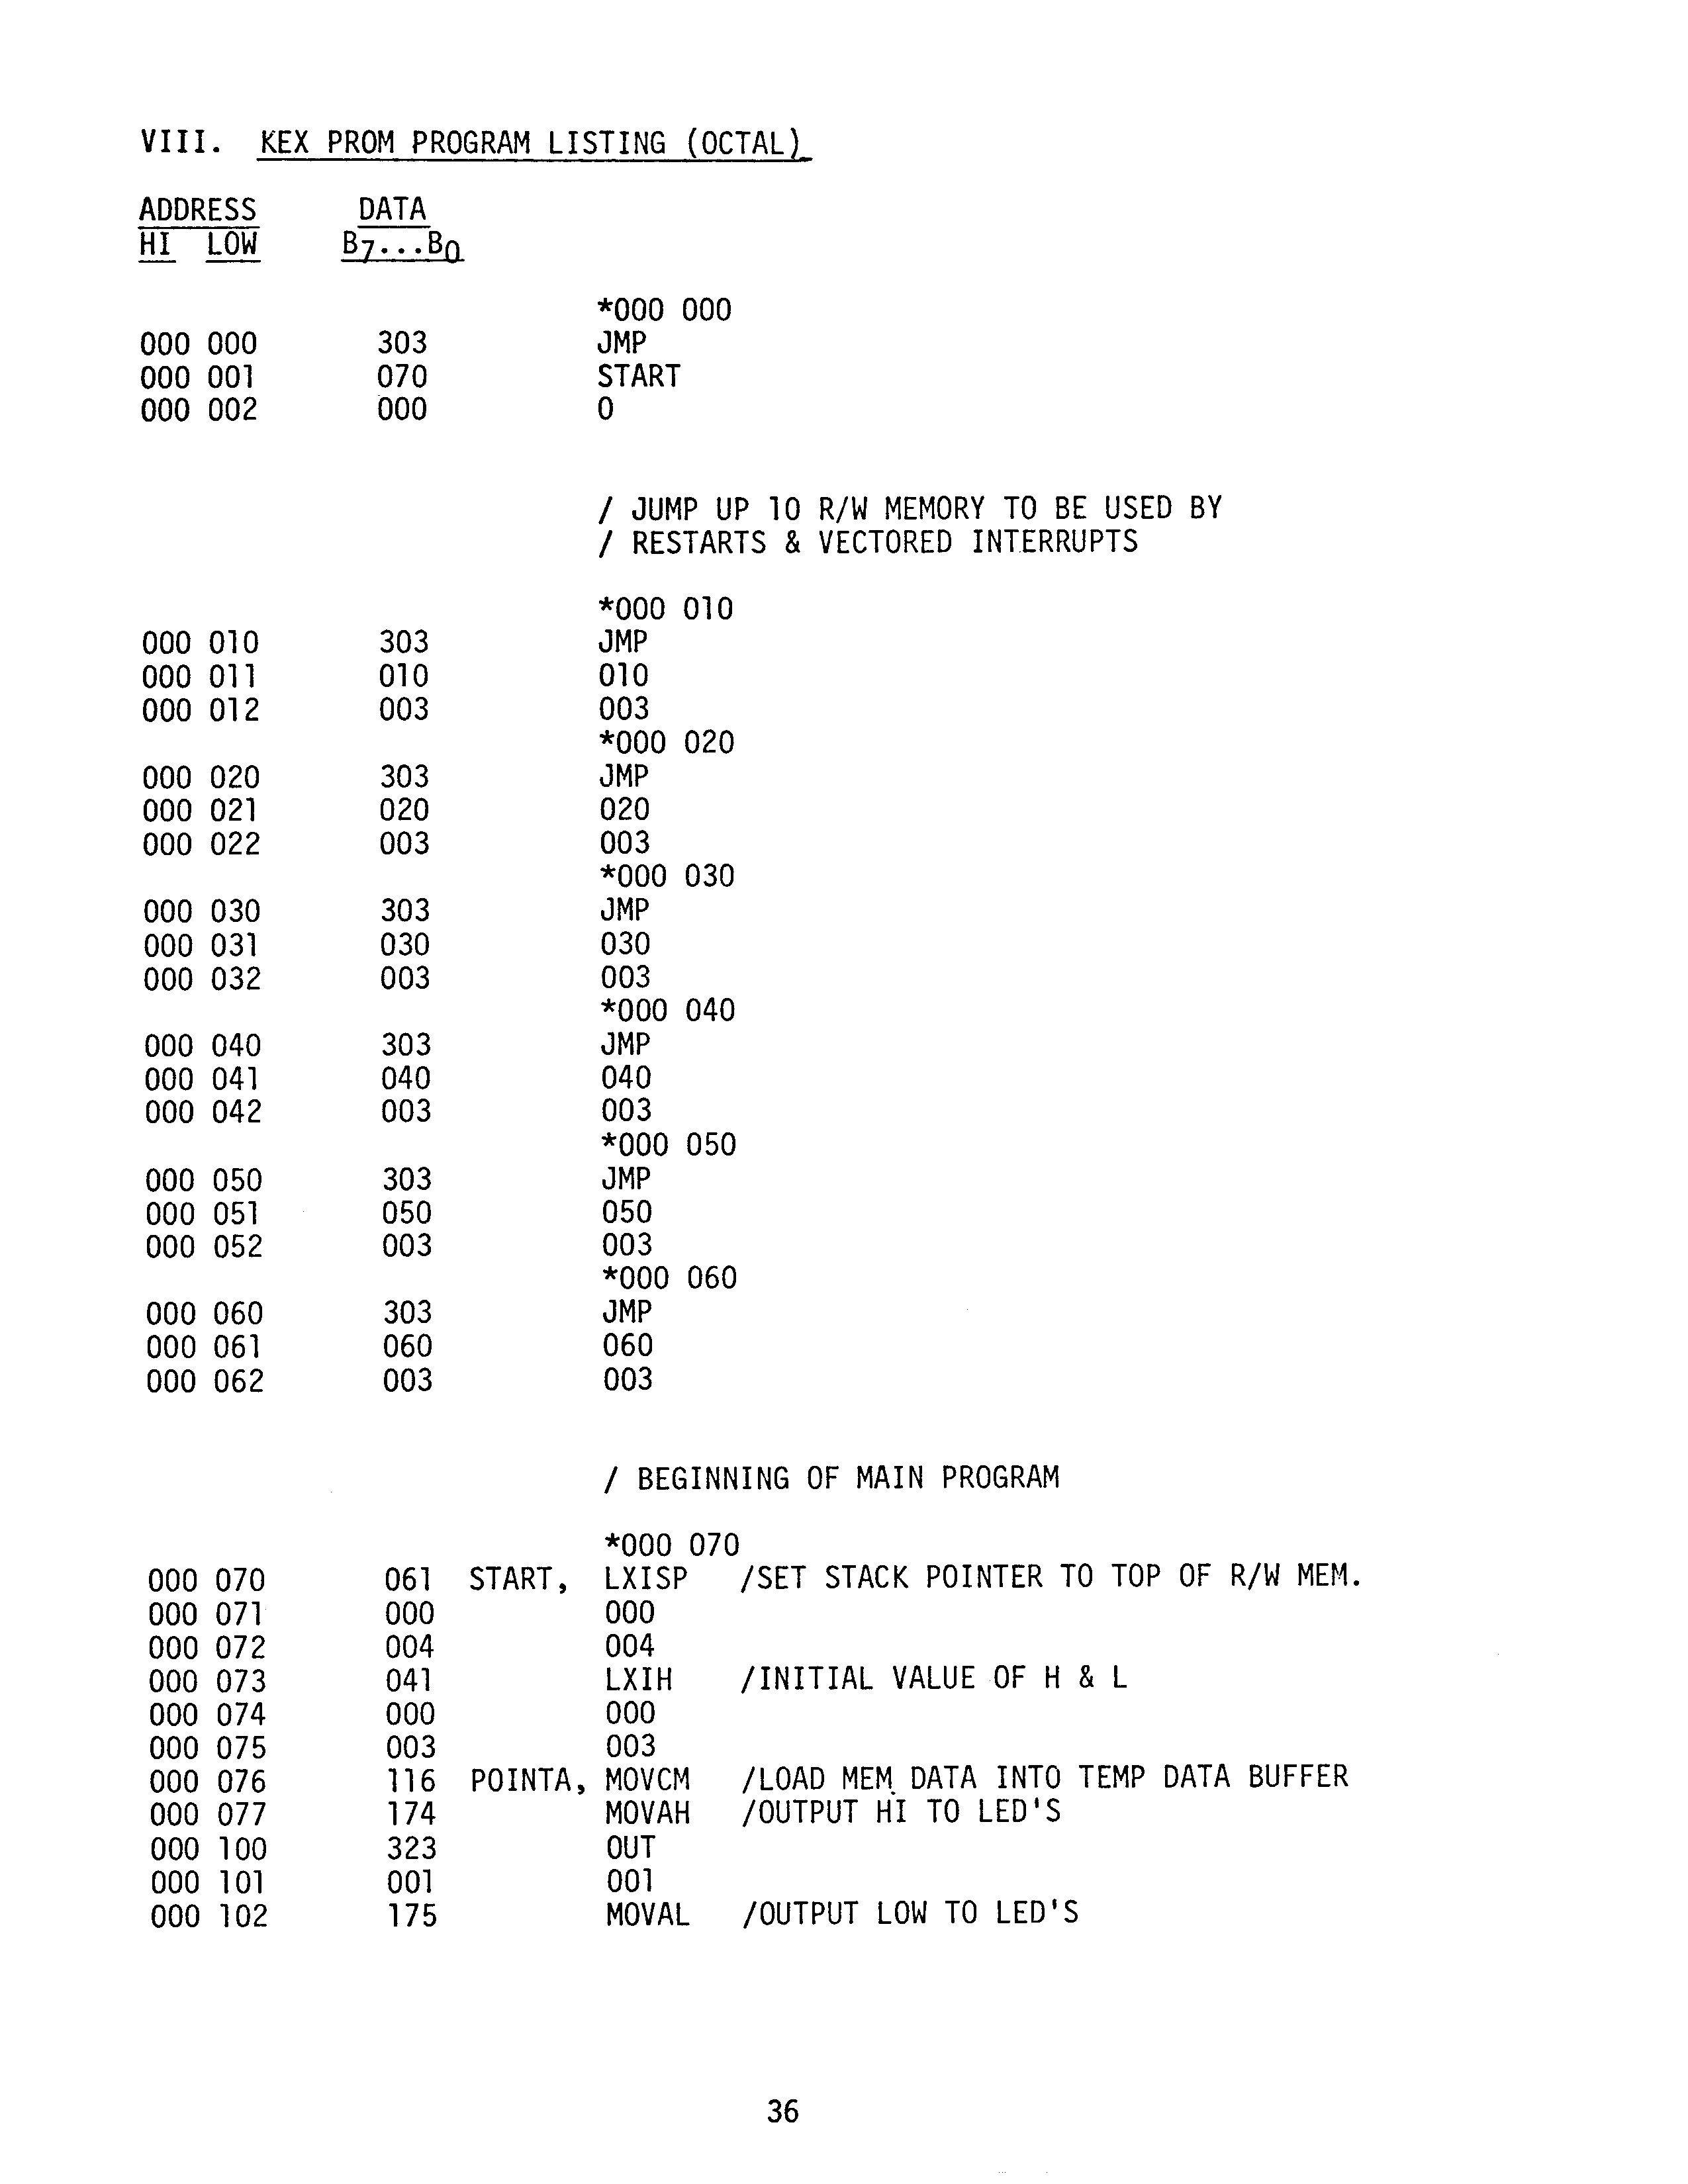 VIII. KEX PROM PROGRAM LISTING (OCTAL)
ADDRESS DATA
HI LOW B7...B0
*000 000
000 000 303 JMP
000 001 070 START
000 002 000 0
/ JUMP UP 10 R/W MEMORY TO BE USED BY
/ RESTARTS & VECTORED INTERRUPTS
*000 010
000 010 303 JMP
000 011 010 010
000 012 003 003
*000 020
000 020 303 JMP
000 021 020 020
000 022 003 003
*000 030
000 030 303 JMP
000 031 030 030
000 032 003 003
*000 040
000 040 303 JMP
000 041 040 040
000 042 003 003
*000 050
000 050 303 JMP
000 051 050 050
000 052 003 003
*000 060
000 060 303 JMP
000 061 060 060
000 062 003 003
/ BEGINNING OF MAIN PROGRAM
*000 070
000 070 061 START, LXISP /SET STACK POINTER TO TOP OF R/W MEM.
000 071 000 000
000 072 004 004
000 073 041 LXIH /INITIAL VALUE OF H & L
000 074 000 000
000 075 003 003
000 076 116 POINTA, MOVCM /LOAD MEM DATA INTO TEMP DATA BUFFER
000 077 174 MOVAH /OUTPUT HI TO LED'S
000 100 323 OUT
000 101 001 001
000 102 175 MOVAL /OUTPUT LOW TO LED'S
36